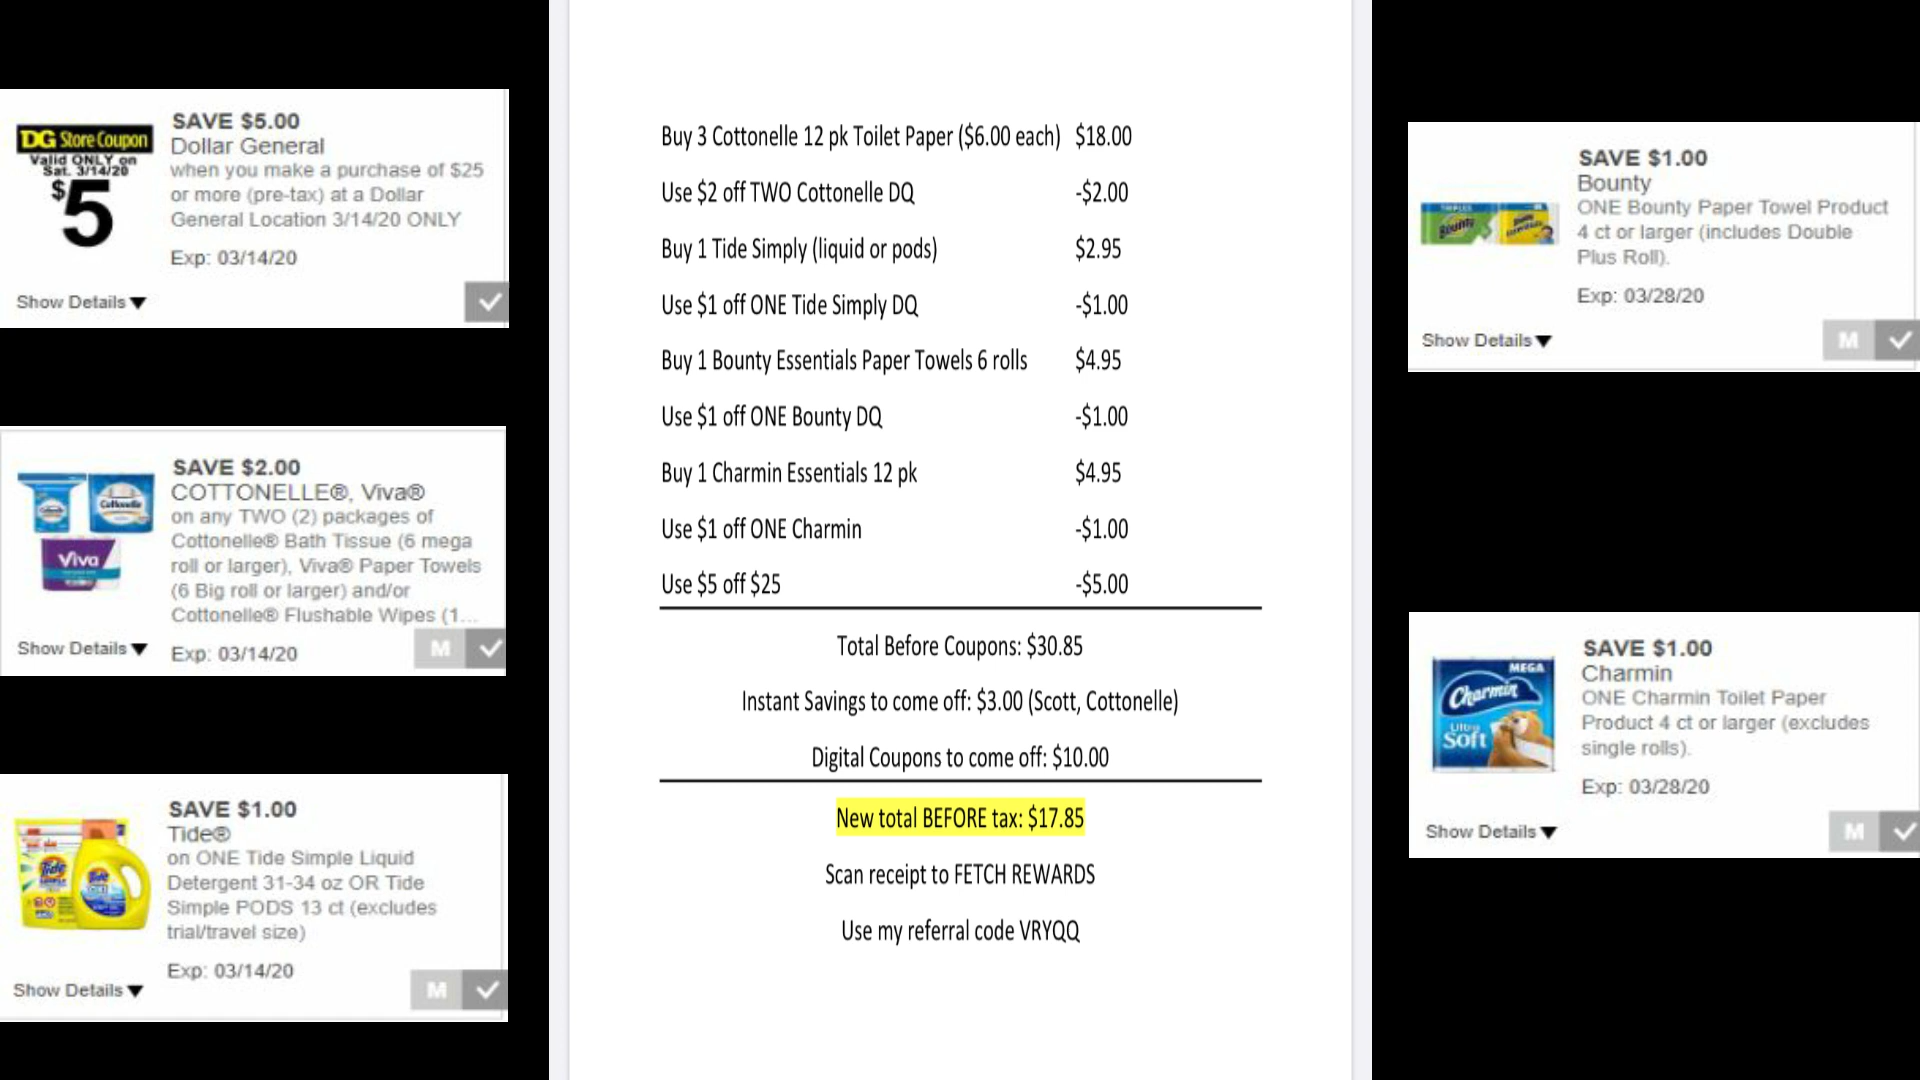 DG Store Coupon
Valid ONLY on
Sat. 3/14/20
$5
SAVE $5.00
Dollar General
when you make a purchase of $25
or more (pre-tax) at a Dollar
General Location 3/14/20 ONLY
Exp: 03/14/20
Show Details
Cottonelle
Viva
SAVE $2.00
COTTONELLE®, Viva®
on any TWO (2) packages of
Cottonelle® Bath Tissue (6 mega
roll or larger), Viva® Paper Towels
(6 Big roll or larger) and/or
Cottonelle® Flushable Wipes (1...
Show Details
Exp: 03/14/20
M
Tide
SAVE $1.00
Tide®
on ONE Tide Simple Liquid
Detergent 31-34 oz OR Tide
Simple PODS 13 ct (excludes
trial/travel size)
Exp: 03/14/20
Show Details
M
Buy 3 Cottonelle 12 pk Toilet Paper ($6.00 each) $18.00
Use $2 off TWO Cottonelle DQ -$2.00
Buy 1 Tide Simply (liquid or pods) $2.95
Use $1 off ONE Tide Simply DQ -$1.00
Buy 1 Bounty Essentials Paper Towels 6 rolls $4.95
Use $1 off ONE Bounty DQ -$1.00
Buy 1 Charmin Essentials 12 pk $4.95
Use $1 off ONE Charmin -$1.00
Use $5 off $25 -$5.00
Total Before Coupons: $30.85
Instant Savings to come off: $3.00 (Scott, Cottonelle)
Digital Coupons to come off: $10.00
New total BEFORE tax: $17.85
Scan receipt to FETCH REWARDS
Use my referral code VRYQQ
Bounty
SAVE $1.00
Bounty
ONE Bounty Paper Towel Product
4 ct or larger (includes Double
Plus Roll).
Exp: 03/28/20
Show Details
M
MEGA
Charmin
Ultra
Soft
SAVE $1.00
Charmin
ONE Charmin Toilet Paper
Product 4 ct or larger (excludes
single rolls).
Exp: 03/28/20
Show Details
M